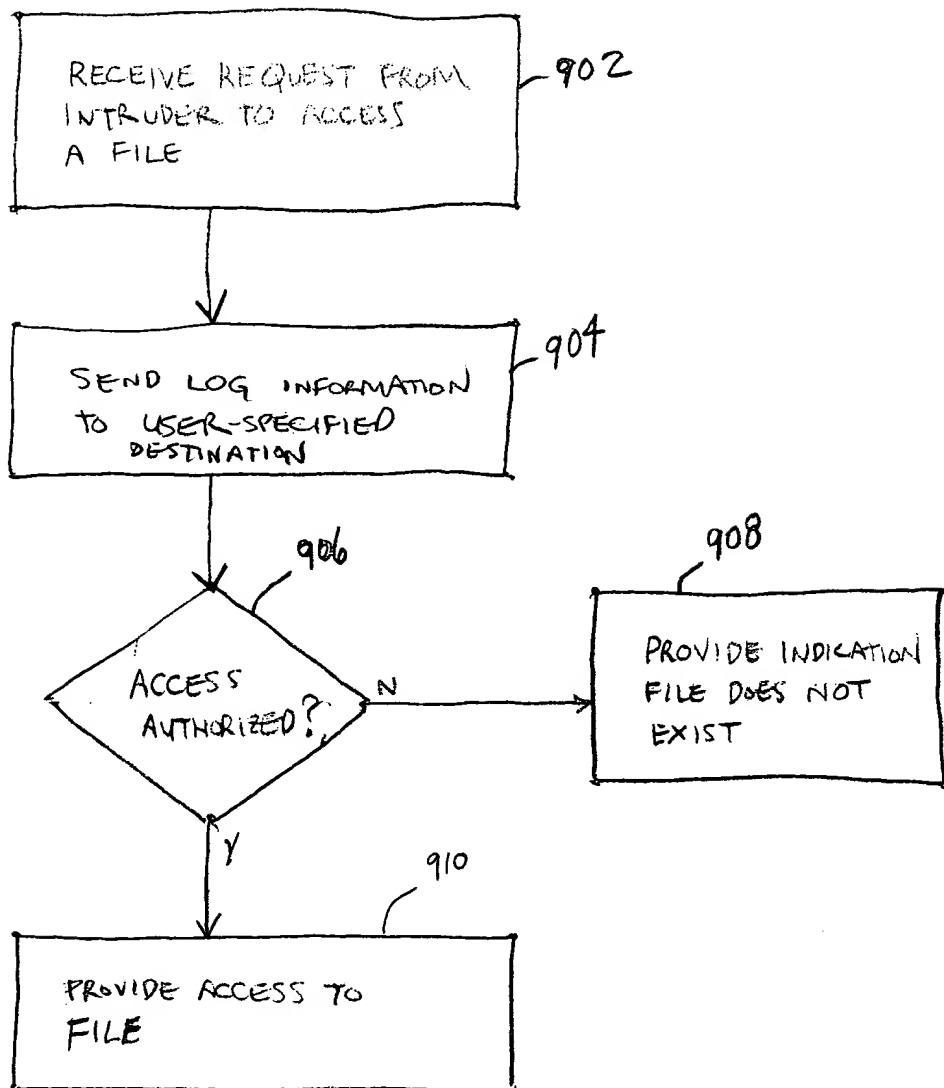 RECEIVE REQUEST FROM
INTRUDER TO ACCESS
A FILE
902
SEND LOG INFORMATION
TO USER-SPECIFIED
DESTINATION
904
906
ACCESS
AUTHORIZED?
N
908
PROVIDE INDICATION
FILE DOES NOT
EXIST
Y
910
PROVIDE ACCESS TO
FILE